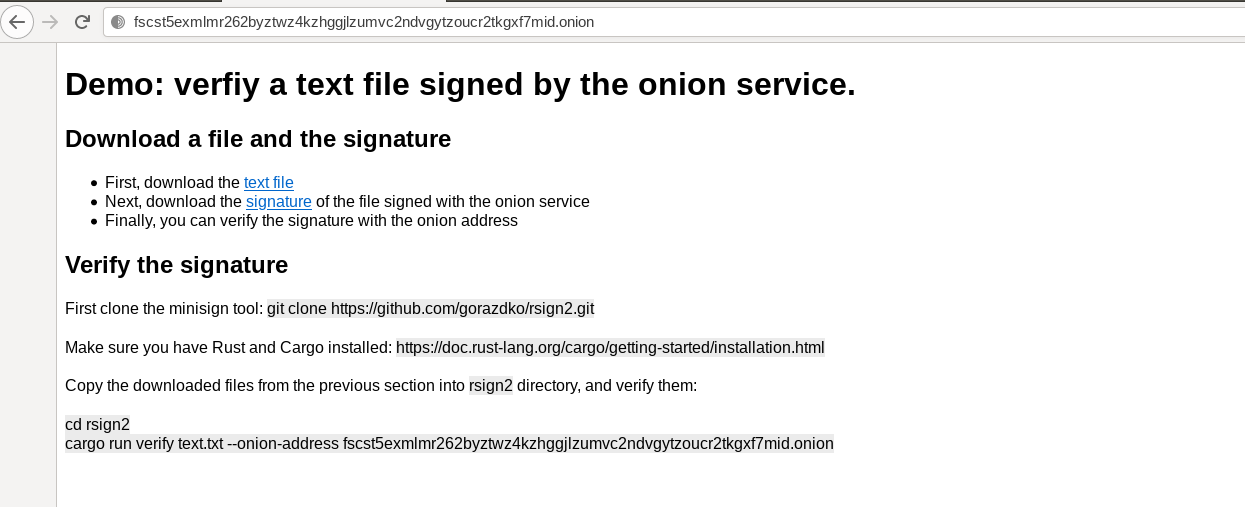 fscst5exmlmr262byztwz4kzhggjlzumvc2ndvgytzoucr2tkgxf7mid.onion
Demo: verfiy a text file signed by the onion service.
Download a file and the signature
First, download the text file
Next, download the signature of the file signed with the onion service
Finally, you can verify the signature with the onion address
Verify the signature
First clone the minisign tool: git clone https://github.com/gorazdko/rsign2.git
Make sure you have Rust and Cargo installed: https://doc.rust-lang.org/cargo/getting-started/installation.html
Copy the downloaded files from the previous section into rsign2 directory, and verify them:
cd rsign2
cargo run verify text.txt --onion-address fscst5exmlmr262byztwz4kzhggjlzumvc2ndvgytzoucr2tkgxf7mid.onion